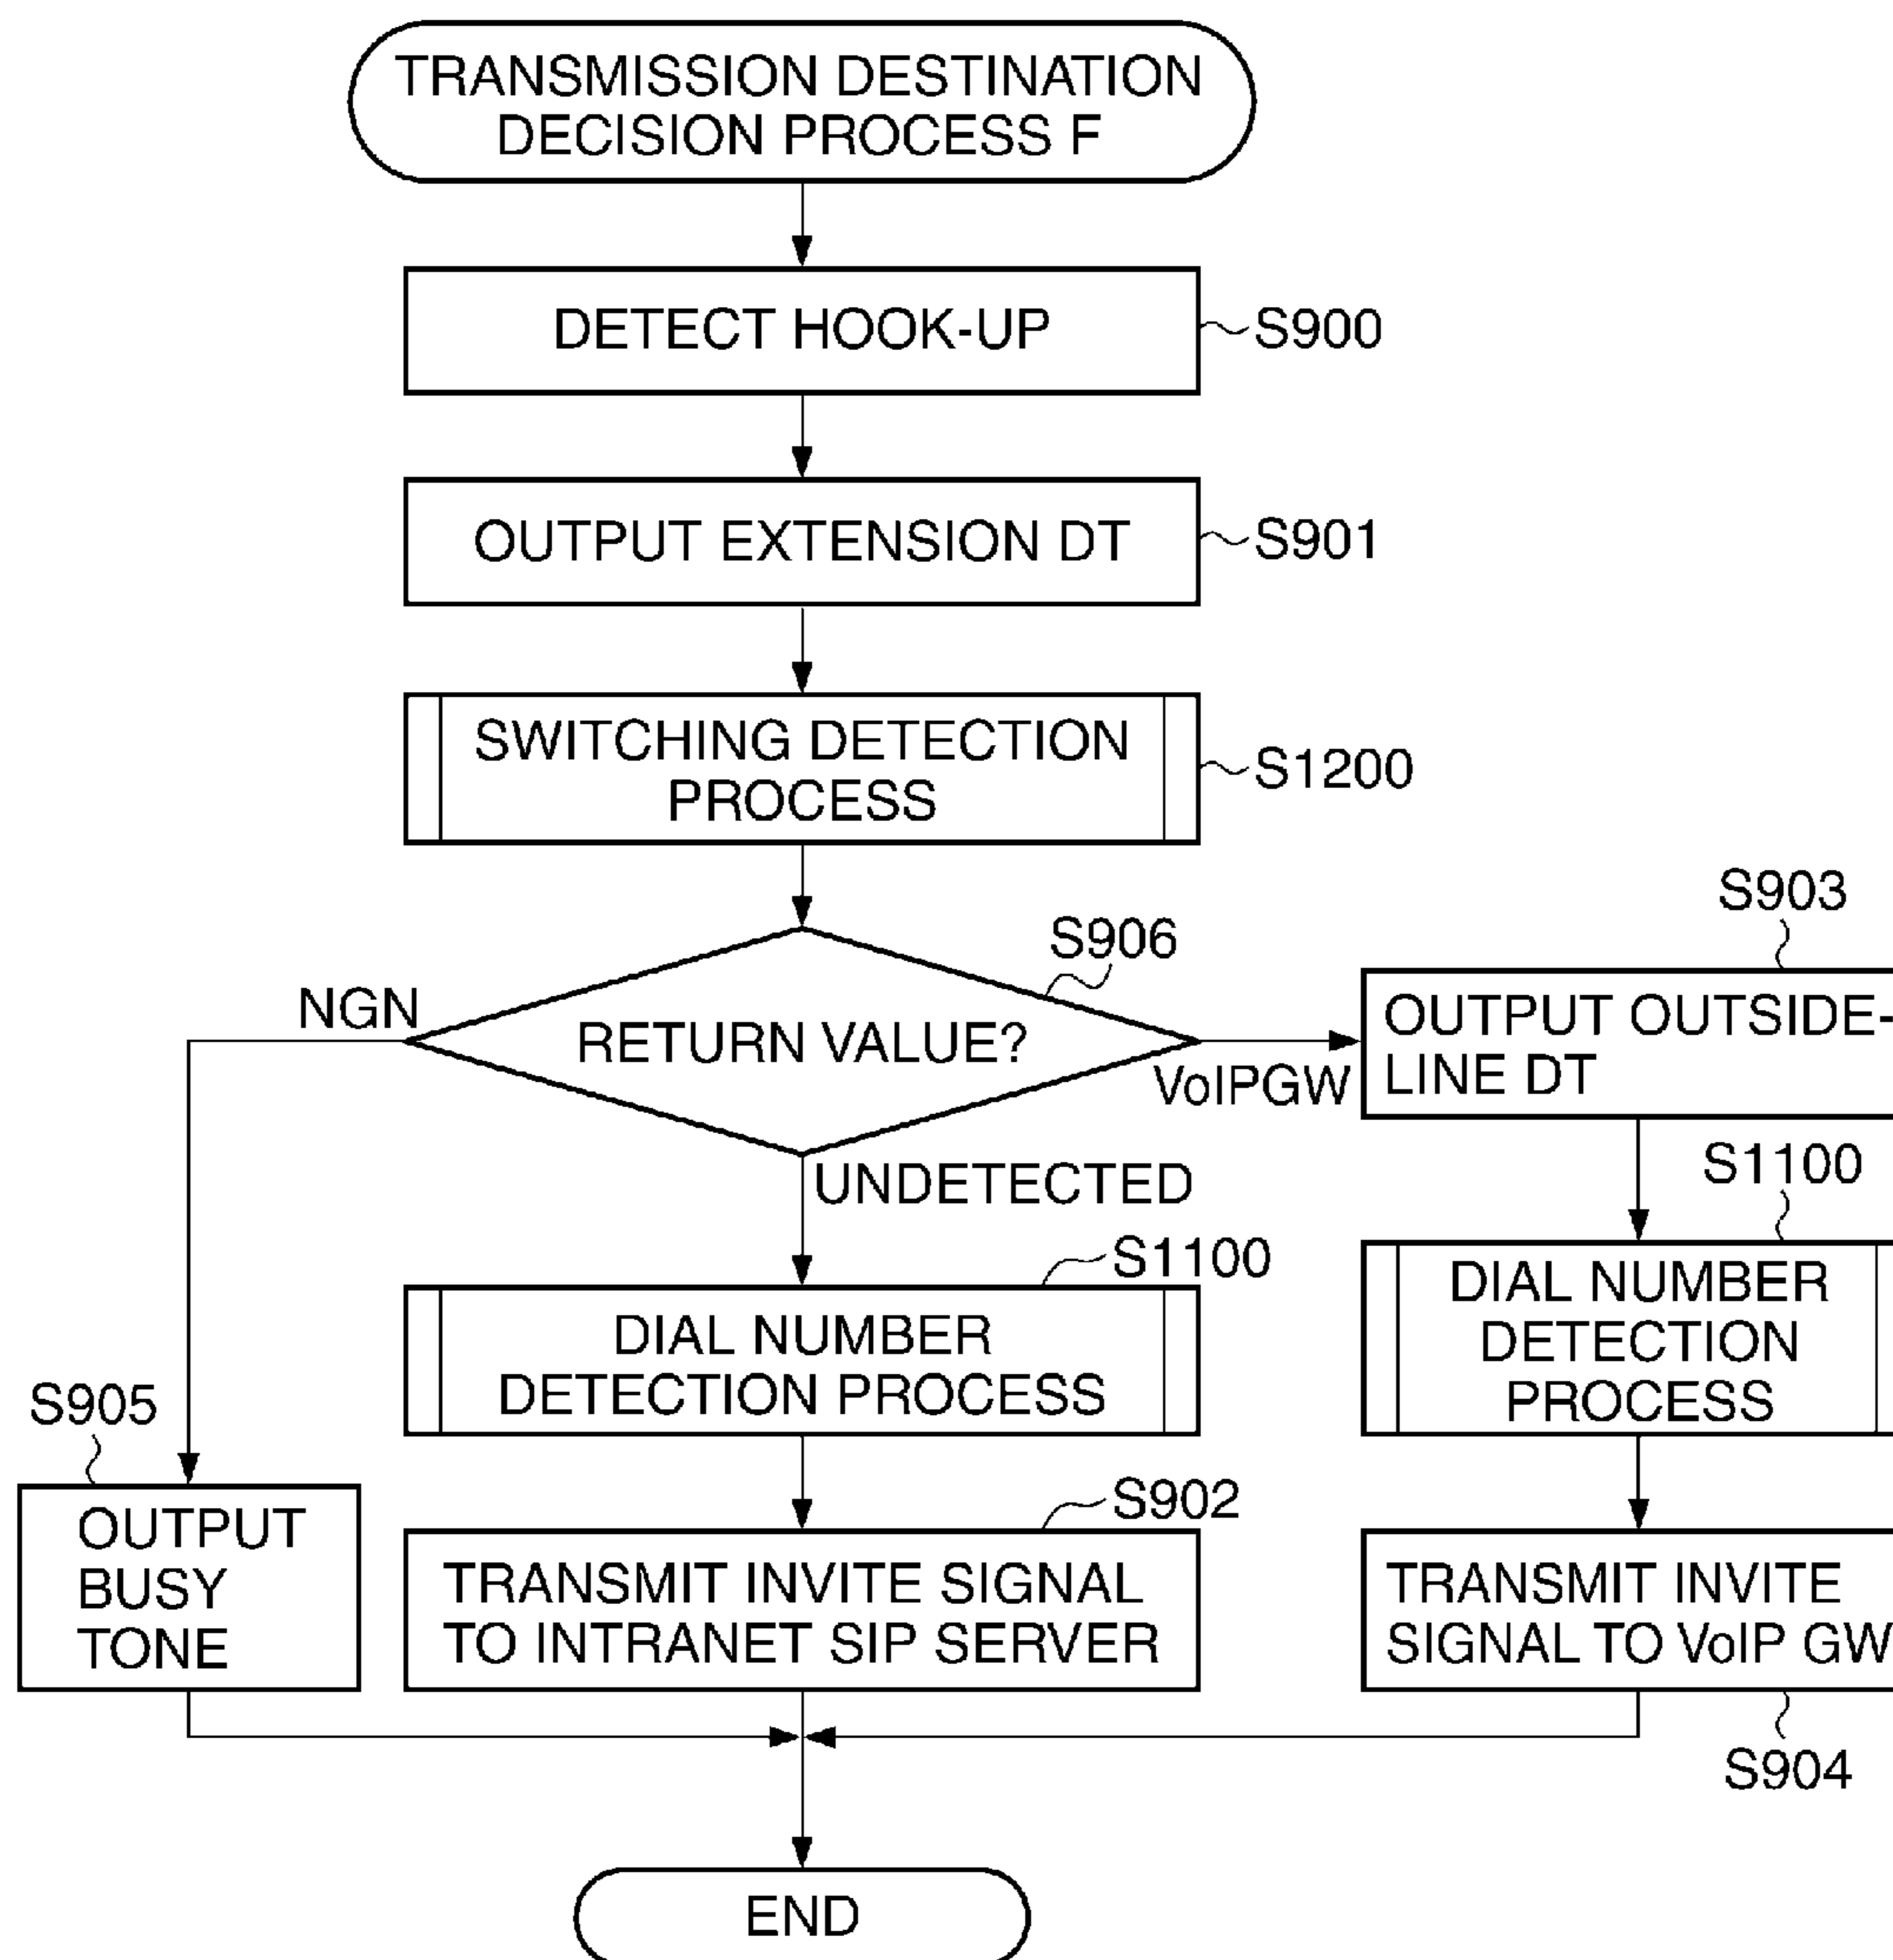 TRANSMISSION DESTINATION
DECISION PROCESS F
DETECT HOOK-UP
S900
OUTPUT EXTENSION DT
S901
SWITCHING DETECTION
PROCESS
S1200
S906
RETURN VALUE?
NGN
VoIPGW
UNDETECTED
S903
OUTPUT OUTSIDE-
LINE DT
S1100
DIAL NUMBER
DETECTION
PROCESS
S1100
DIAL NUMBER
DETECTION PROCESS
S905
OUTPUT
BUSY
TONE
S902
TRANSMIT INVITE SIGNAL
TO INTRANET SIP SERVER
TRANSMIT INVITE
SIGNAL TO VoIP GW
S904
END